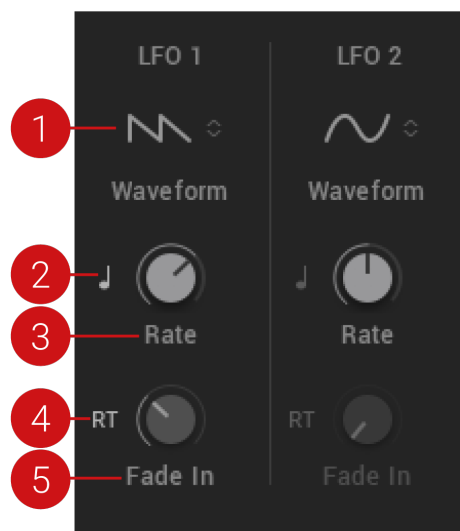 LFO 1 LFO 2
1
Waveform Waveform
2
3 Rate Rate
4 RT RT
5 Fade In Fade In